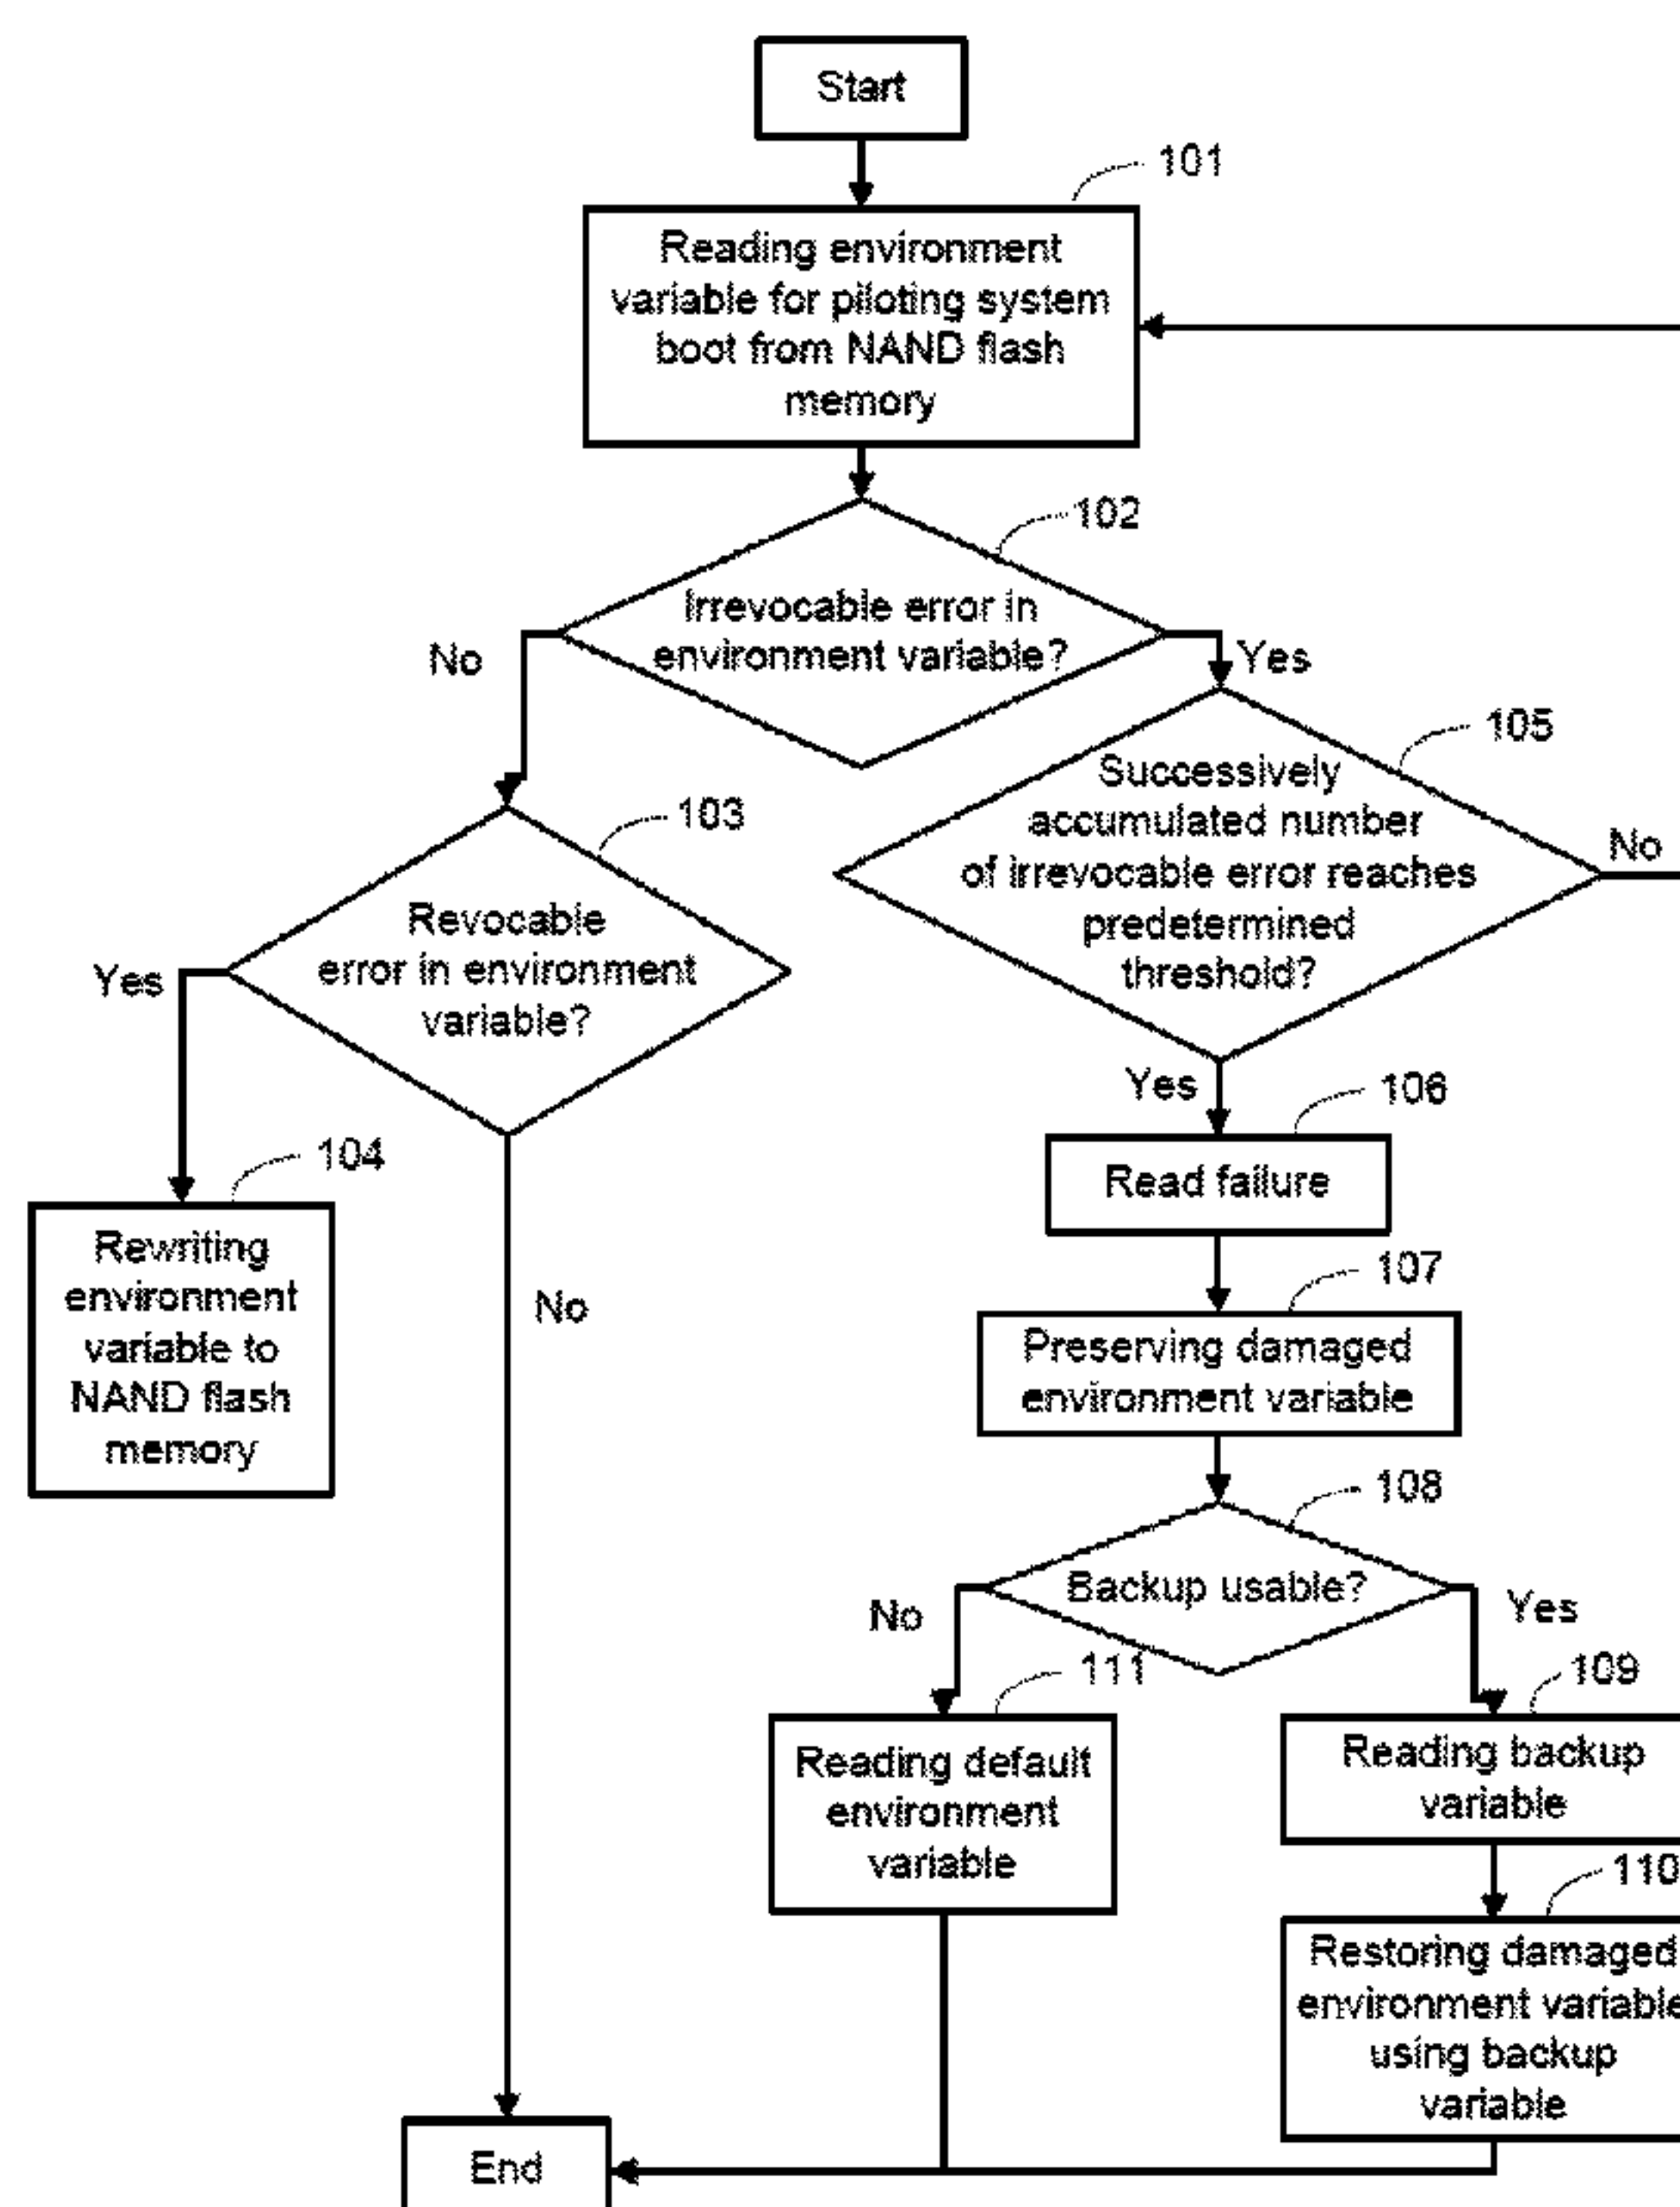 Start
101
Reading environment
variable for piloting system
boot from NAND flash
memory
102
Irrevocable error in
environment variable?
No
Yes
105
Successively
accumulated number
of irrevocable error reaches
predetermined
threshold?
No
103
Revocable
error in environment
variable?
Yes
Yes
106
Read failure
104
Rewriting
environment
variable to
NAND flash
memory
No
107
Preserving damaged
environment variable
108
Backup usable?
No
Yes
111
109
Reading default
environment
variable
Reading backup
variable
110
Restoring damaged
environment variable
using backup
variable
End